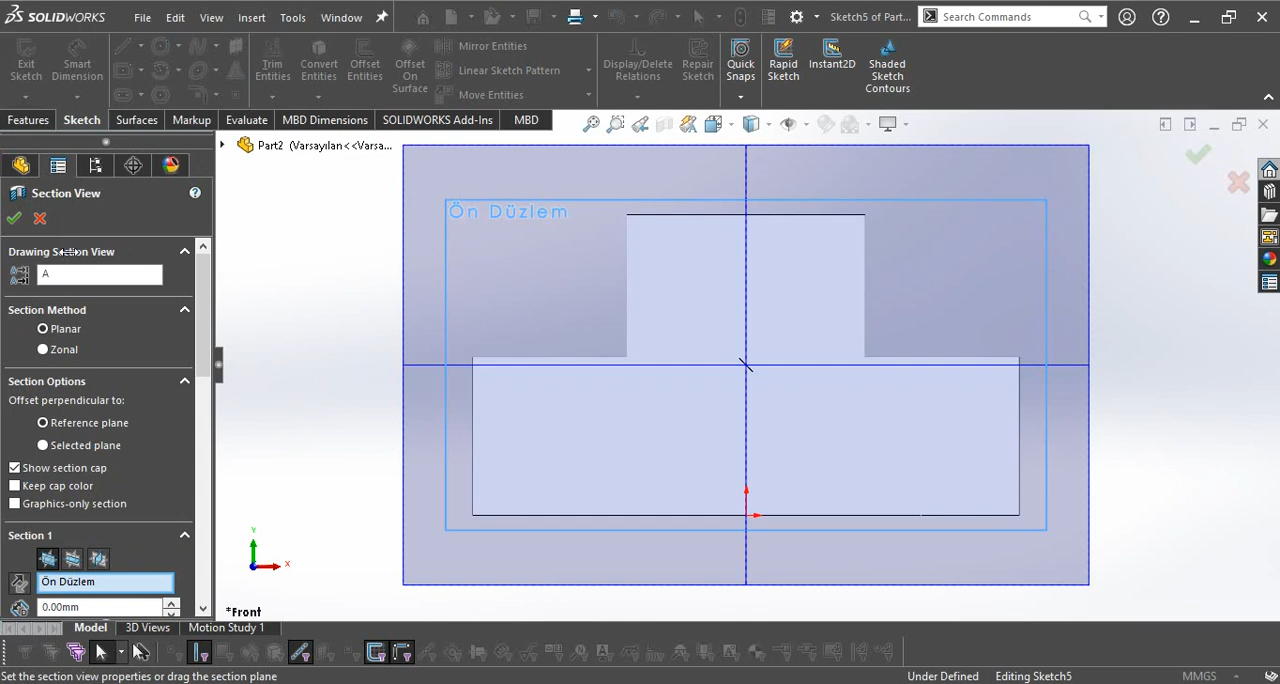 SOLIDWORKS File Edit View Insert Tools Window Sketch5 of Part... Search Commands
Exit Sketch
Smart Dimension
Trim Entities
Convert Entities
Offset Entities
Offset On Surface
Mirror Entities
Linear Sketch Pattern
Move Entities
Display/Delete Relations
Repair Sketch
Quick Snaps
Rapid Sketch
Instant2D
Shaded Sketch Contours
Features Sketch Surfaces Markup Evaluate MBD Dimensions SOLIDWORKS Add-Ins MBD
Part2 (Varsayılan<<Varsa...
Section View
Drawing Section View
A
Section Method
Planar
Zonal
Section Options
Offset perpendicular to:
Reference plane
Selected plane
Show section cap
Keep cap color
Graphics-only section
Section 1
Ön Düzlem
0.00mm
Ön Düzlem
Y
X
*Front
Model 3D Views Motion Study 1
Set the section view properties or drag the section plane Under Defined Editing Sketch5 MMGS